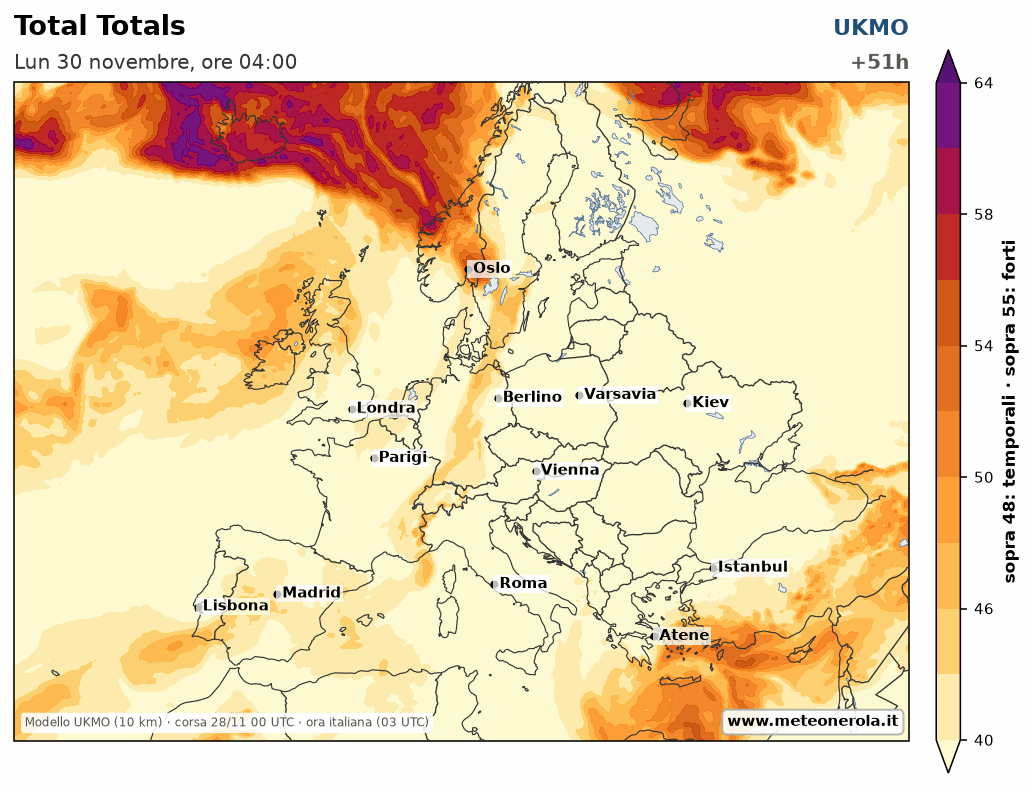 Total Totals
UKMO
Lun 30 novembre, ore 04:00
+51h
64
58
54
50
46
40
sopra 48: temporali · sopra 55: forti
Oslo
Berlino
Varsavia
Kiev
Londra
Parigi
Vienna
Istanbul
Roma
Madrid
Lisbona
Atene
Modello UKMO (10 km) · corsa 28/11 00 UTC · ora italiana (03 UTC)
www.meteonerola.it